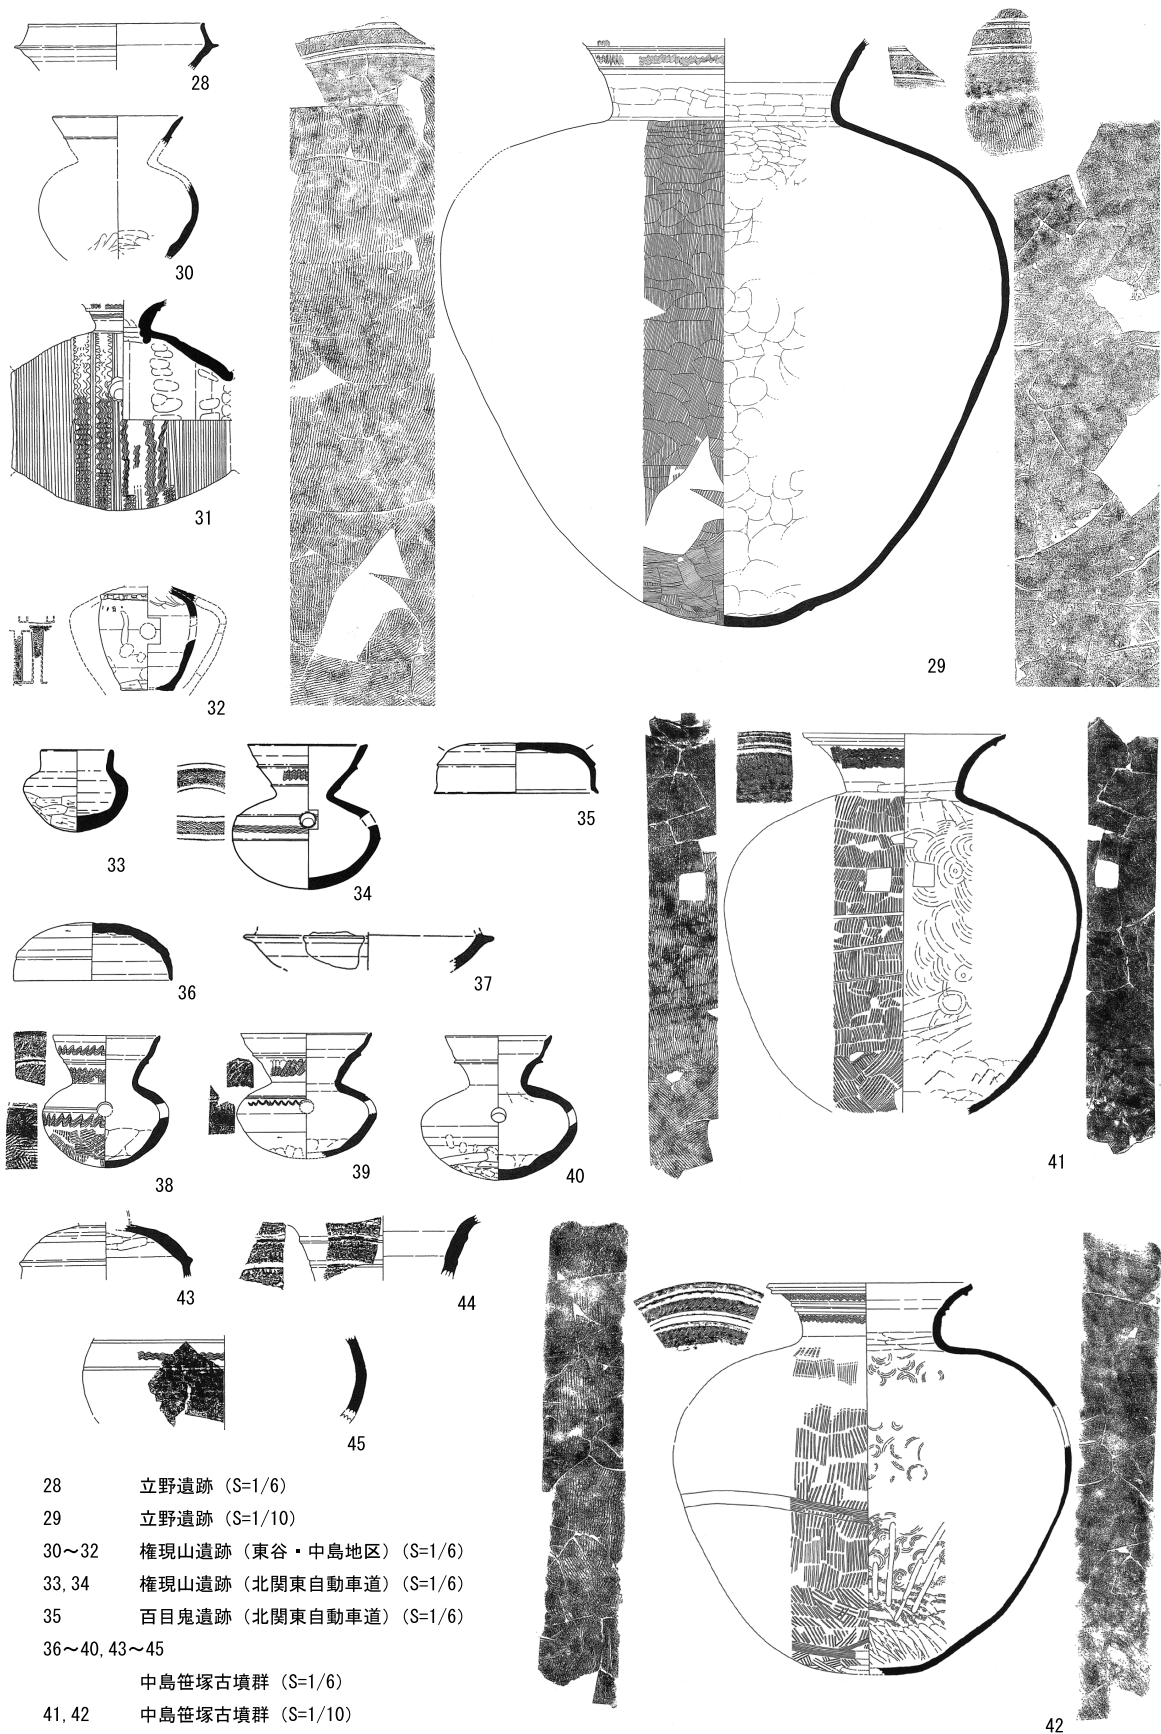 28
30
31
32
29
33
34
35
36
37
38
39
40
41
43
44
45
42
28 立野遺跡 (S=1/6)
29 立野遺跡 (S=1/10)
30～32 権現山遺跡 (東谷・中島地区) (S=1/6)
33,34 権現山遺跡 (北関東自動車道) (S=1/6)
35 百目鬼遺跡 (北関東自動車道) (S=1/6)
36～40,43～45
中島笹塚古墳群 (S=1/6)
41,42 中島笹塚古墳群 (S=1/10)